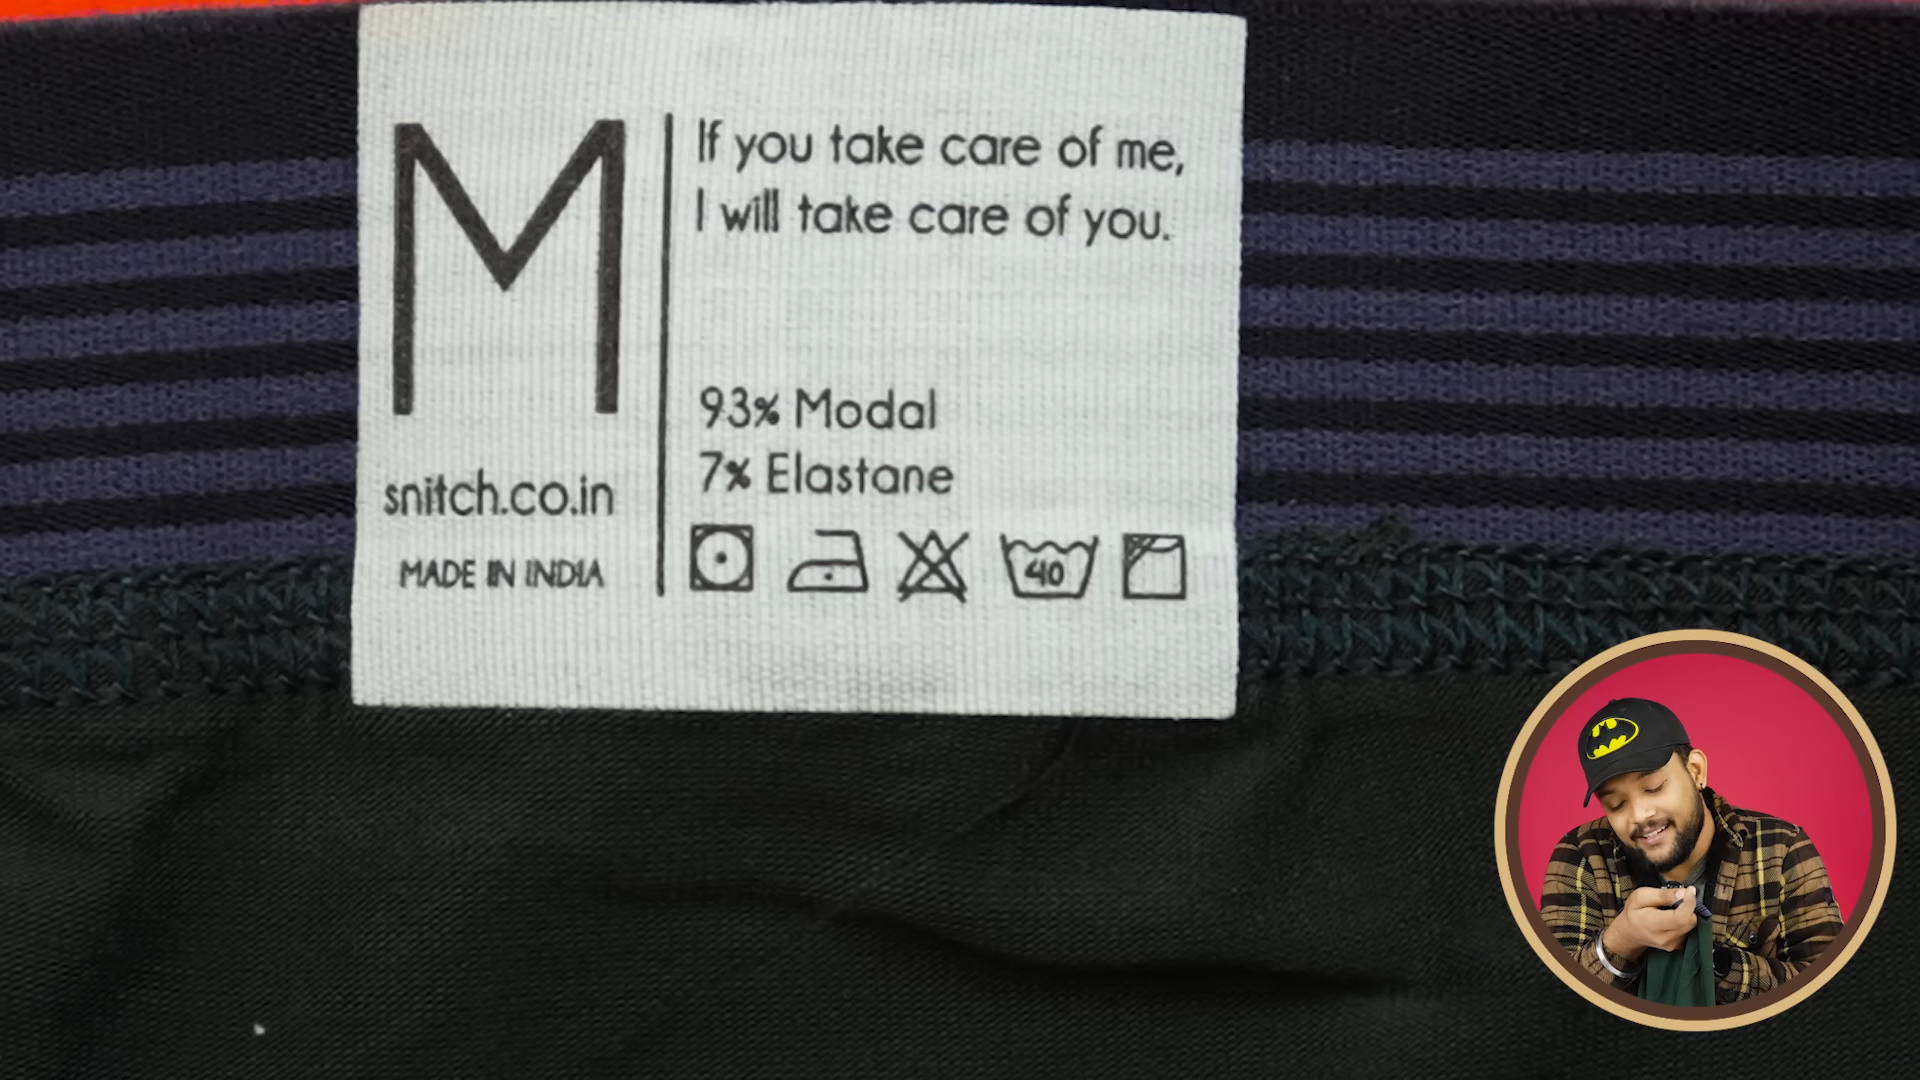 M
snitch.co.in
MADE IN INDIA
If you take care of me,
I will take care of you.
93% Modal
7% Elastane
40